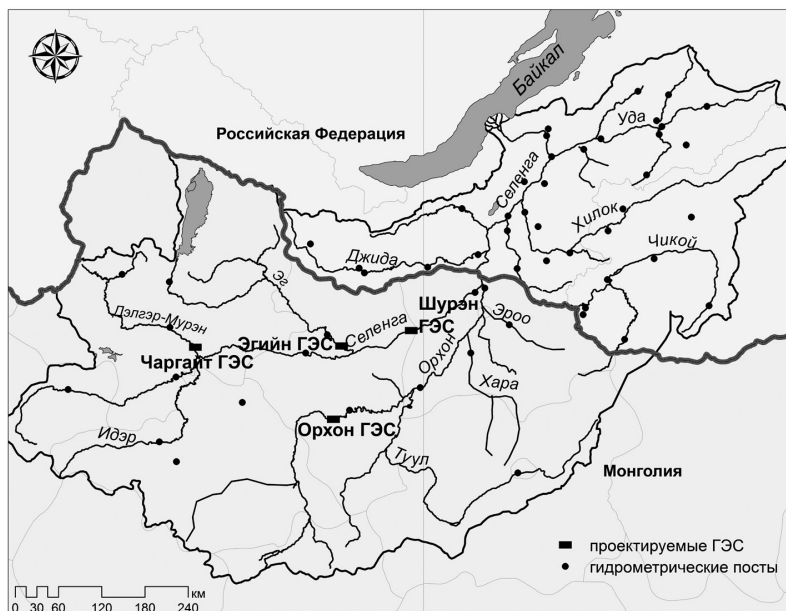 Байкал
Российская Федерация
Уда
Селенга
Хилок
Чикой
Джида
Эг
Шурэн
ГЭС
Дэлгэр-Мурэн
Эгийн ГЭС
Селенга
Эроо
Чаргайт ГЭС
Орхон
Хара
Идэр
Орхон ГЭС
Туул
Монголия
проектируемые ГЭС
гидрометрические посты
км
0 30 60 120 180 240